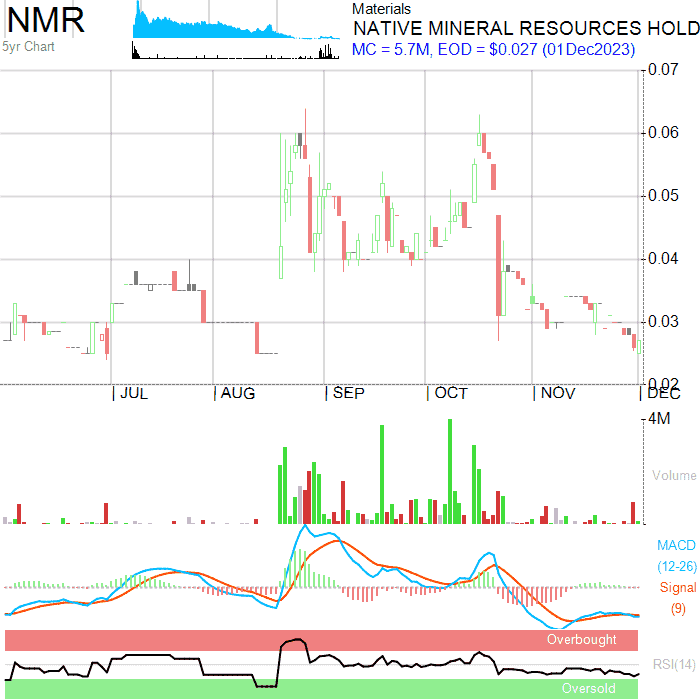 NMR
5yr Chart
Materials
NATIVE MINERAL RESOURCES HOLD
MC = 5.7M, EOD = $0.027 (01Dec2023)
0.07
0.06
0.05
0.04
0.03
0.02
JUL AUG SEP OCT NOV DEC
4M
Volume
MACD
(12-26)
Signal
(9)
Overbought
RSI(14)
Oversold